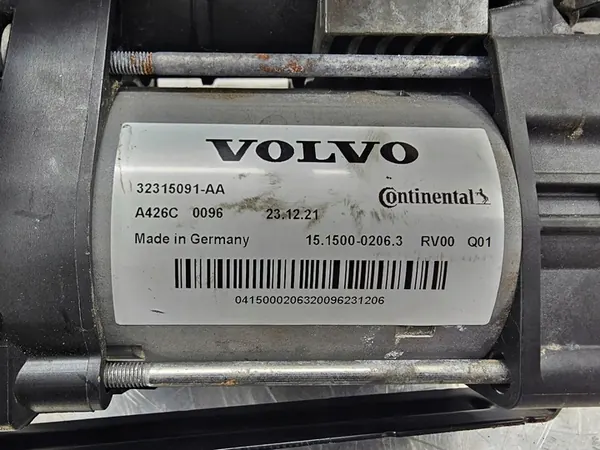 VOLVO
32315091-AA
Continental
A426C 0096 23.12.21
Made in Germany 15.1500-0206.3 RV00 Q01
0415000206320096231206